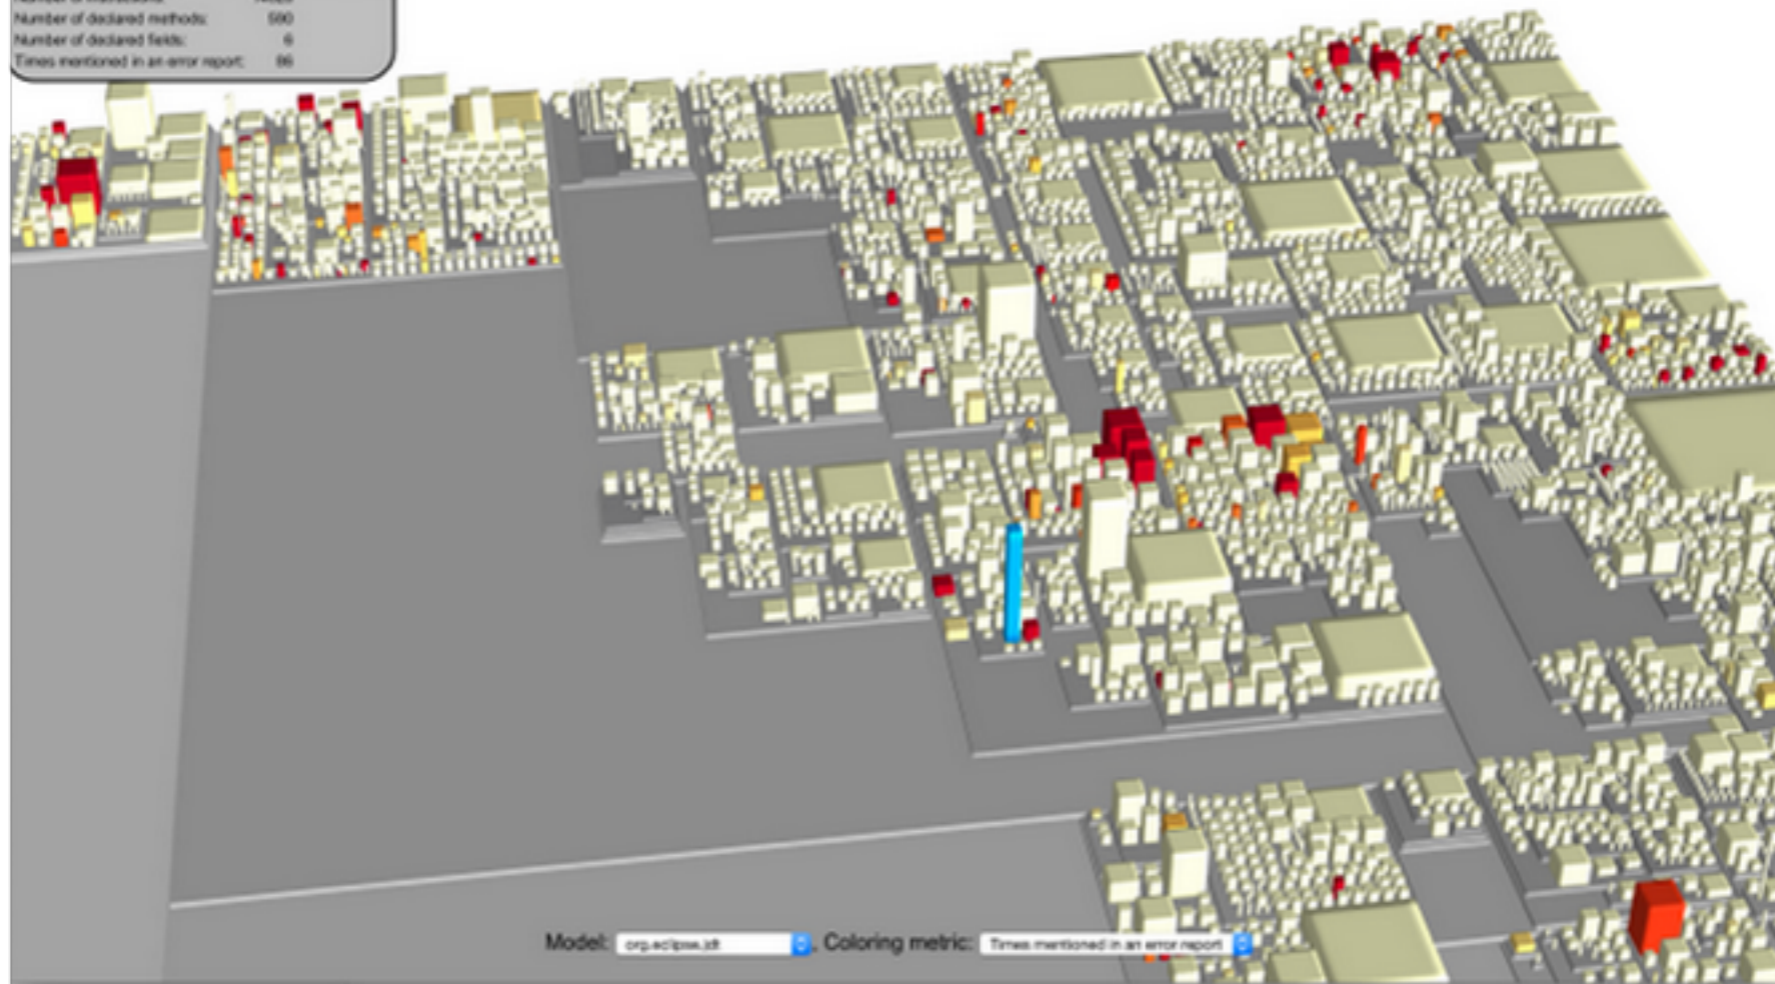 Number of declared methods: 590
Number of declared fields: 6
Times mentioned in an error report: 86
Model: org.eclipse.jdt , Coloring metric: Times mentioned in an error report